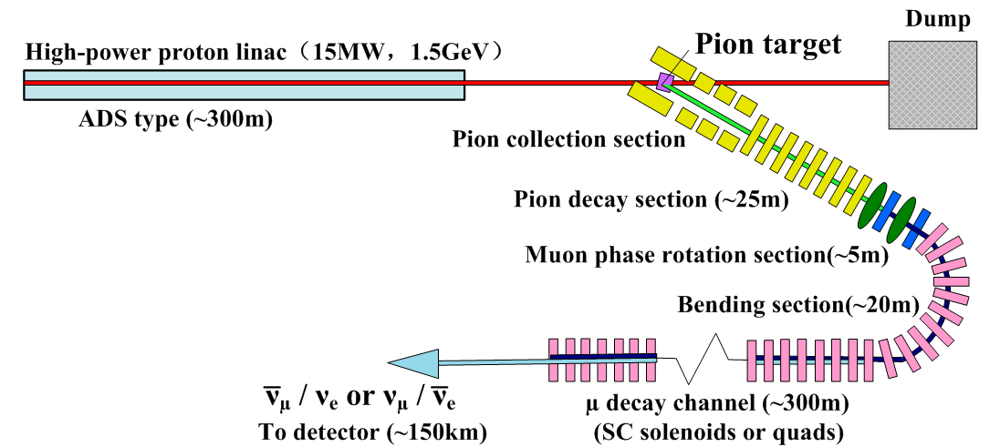 Dump
High-power proton linac（15MW，1.5GeV）
Pion target
ADS type (~300m)
Pion collection section
Pion decay section (~25m)
Muon phase rotation section(~5m)
Bending section(~20m)
ν̅μ / νe or νμ / ν̅e
To detector (~150km)
μ decay channel (~300m)
(SC solenoids or quads)